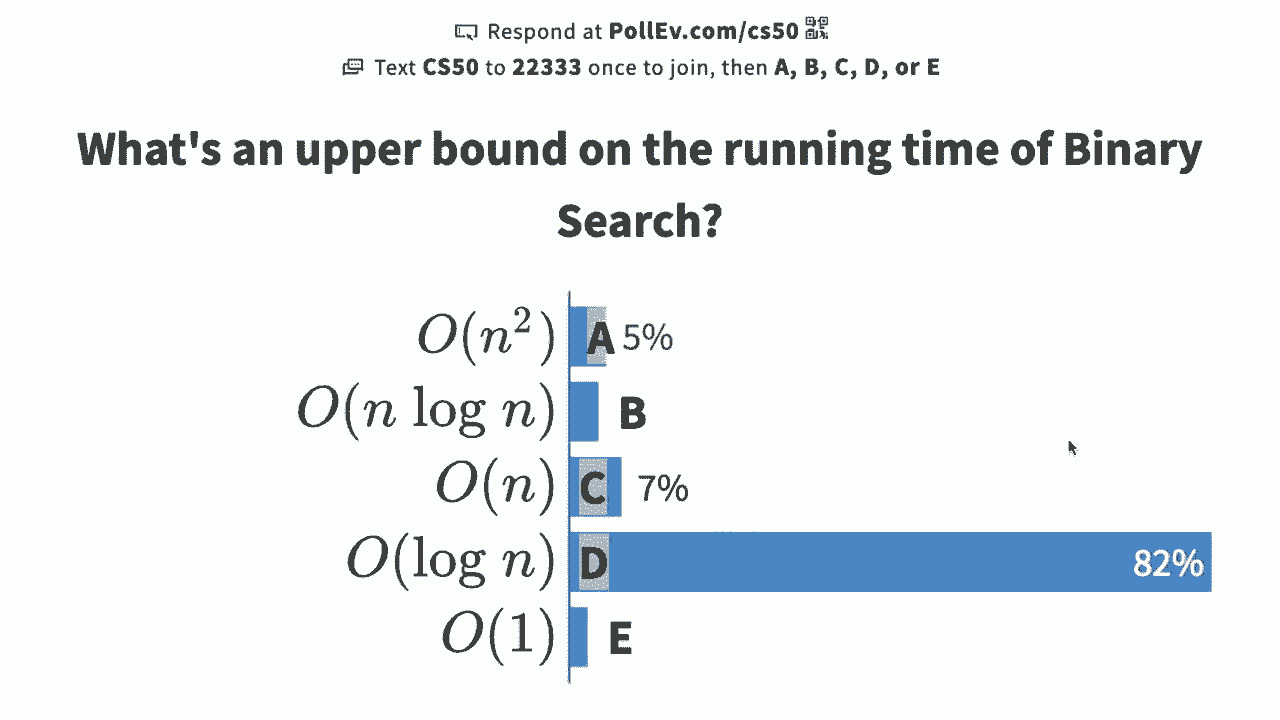 Respond at PollEv.com/cs50
Text CS50 to 22333 once to join, then A, B, C, D, or E
What's an upper bound on the running time of Binary
Search?
O(n²) A 5%
O(n log n) B
O(n) C 7%
O(log n) D 82%
O(1) E